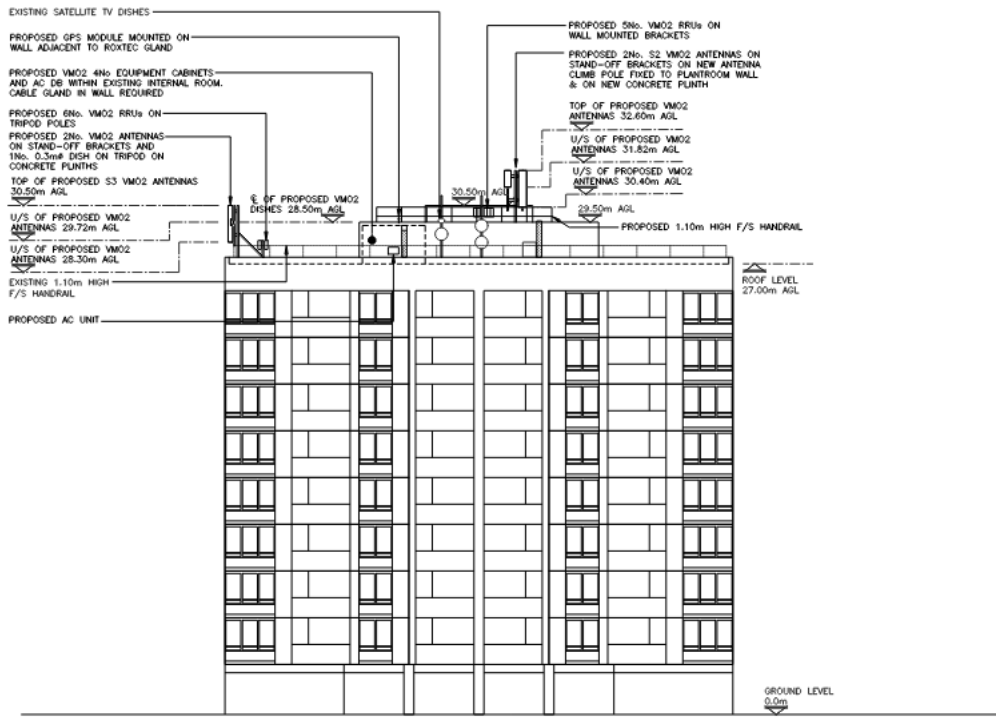 EXISTING SATELLITE TV DISHES
PROPOSED GPS MODULE MOUNTED ON
WALL ADJACENT TO ROXTEC GLAND
PROPOSED VMO2 4No EQUIPMENT CABINETS
AND AC DB WITHIN EXISTING INTERNAL ROOM.
CABLE GLAND IN WALL REQUIRED
PROPOSED 6No. VMO2 RRUs ON
TRIPOD POLES
PROPOSED 2No. VMO2 ANTENNAS
ON STAND-OFF BRACKETS AND
1No. 0.3mø DISH ON TRIPOD ON
CONCRETE PLINTHS
TOP OF PROPOSED S3 VMO2 ANTENNAS
30.50m AGL
℄ OF PROPOSED VMO2
DISHES 28.50m AGL
U/S OF PROPOSED VMO2
ANTENNAS 29.72m AGL
U/S OF PROPOSED VMO2
ANTENNAS 28.30m AGL
EXISTING 1.10m HIGH
F/S HANDRAIL
PROPOSED AC UNIT
PROPOSED 5No. VMO2 RRUs ON
WALL MOUNTED BRACKETS
PROPOSED 2No. S2 VMO2 ANTENNAS ON
STAND-OFF BRACKETS ON NEW ANTENNA
CLIMB POLE FIXED TO PLANTROOM WALL
& ON NEW CONCRETE PLINTH
TOP OF PROPOSED VMO2
ANTENNAS 32.60m AGL
U/S OF PROPOSED VMO2
ANTENNAS 31.82m AGL
U/S OF PROPOSED VMO2
ANTENNAS 30.40m AGL
30.50m AGL
29.50m AGL
PROPOSED 1.10m HIGH F/S HANDRAIL
ROOF LEVEL
27.00m AGL
GROUND LEVEL
0.0m